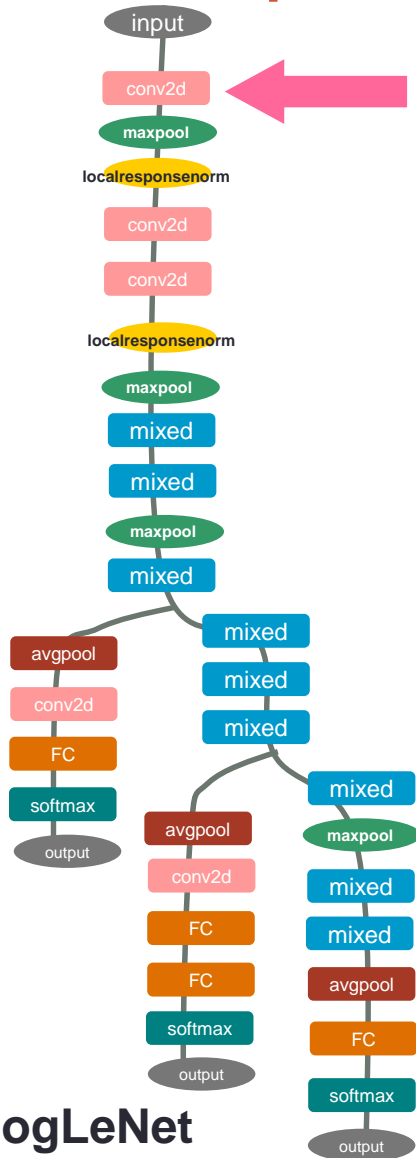 input
conv2d
maxpool
localresponsenorm
conv2d
conv2d
localresponsenorm
maxpool
mixed
mixed
maxpool
mixed
avgpool
conv2d
FC
softmax
output
mixed
mixed
mixed
avgpool
conv2d
FC
FC
softmax
output
mixed
maxpool
mixed
mixed
avgpool
FC
softmax
output
ogLeNet